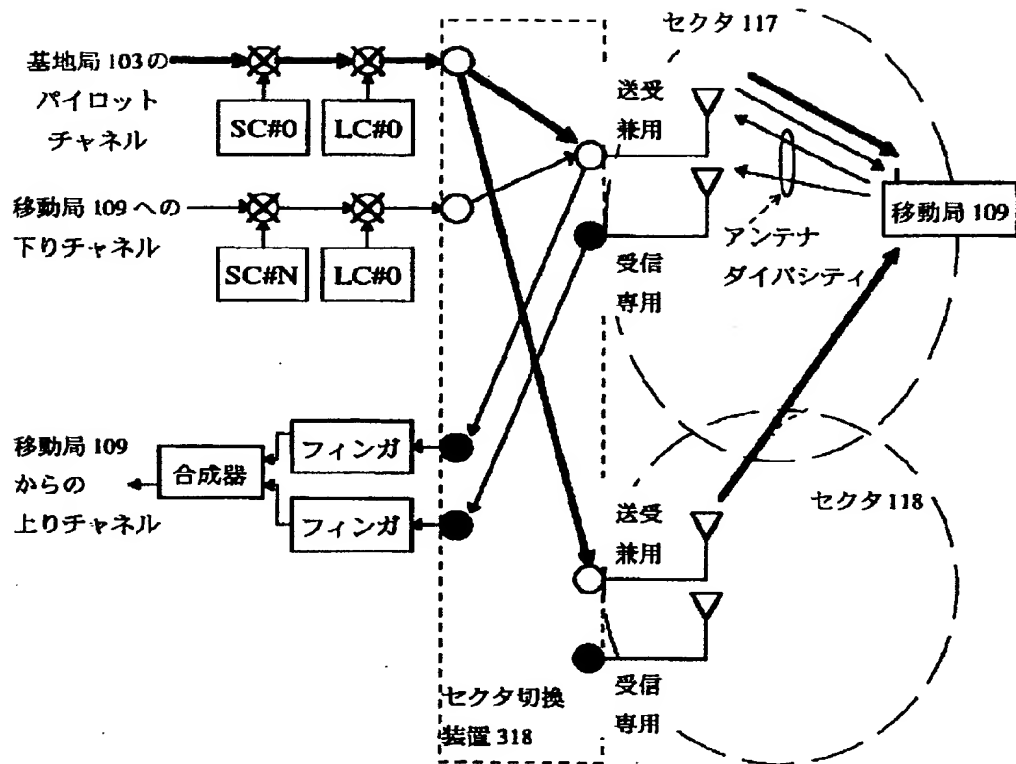 セクタ 117
基地局 103 の
パイロット
チャネル
SC#0
LC#0
送受
兼用
移動局 109 への
下りチャネル
SC#N
LC#0
移動局 109
アンテナ
ダイバシティ
受信
専用
移動局 109
からの
上りチャネル
合成器
フィンガ
フィンガ
セクタ 118
送受
兼用
受信
専用
セクタ切換
装置 318